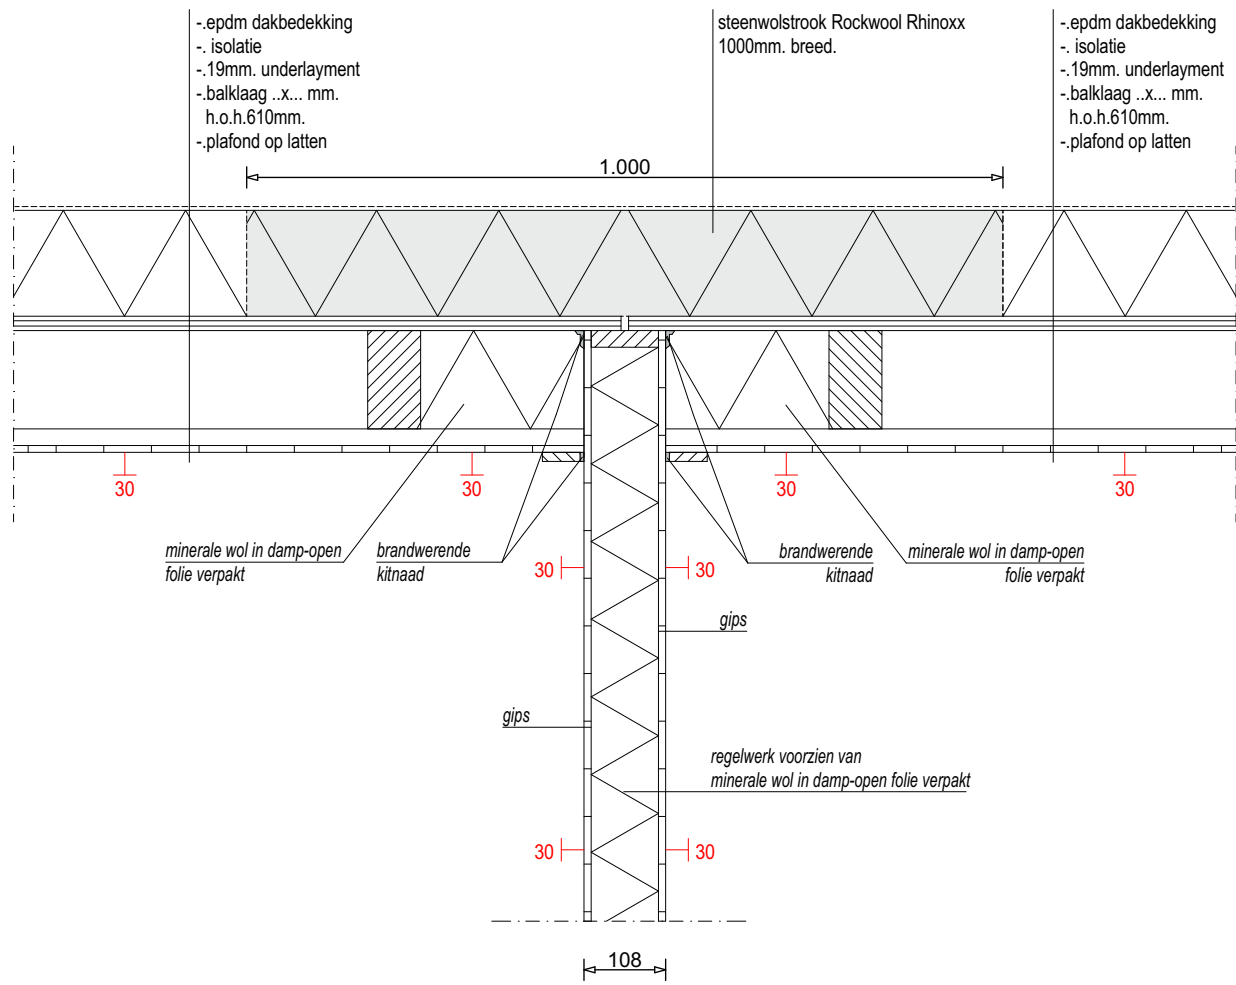 -.epdm dakbedekking
-. isolatie
-.19mm. underlayment
-.balklaag ..x... mm.
h.o.h.610mm.
-.plafond op latten
steenwolstrook Rockwool Rhinoxx
1000mm. breed.
-.epdm dakbedekking
-. isolatie
-.19mm. underlayment
-.balklaag ..x... mm.
h.o.h.610mm.
-.plafond op latten
1.000
30
30
30
30
minerale wol in damp-open
folie verpakt
brandwerende
kitnaad
brandwerende
kitnaad
minerale wol in damp-open
folie verpakt
30
30
gips
gips
regelwerk voorzien van
minerale wol in damp-open folie verpakt
30
30
108